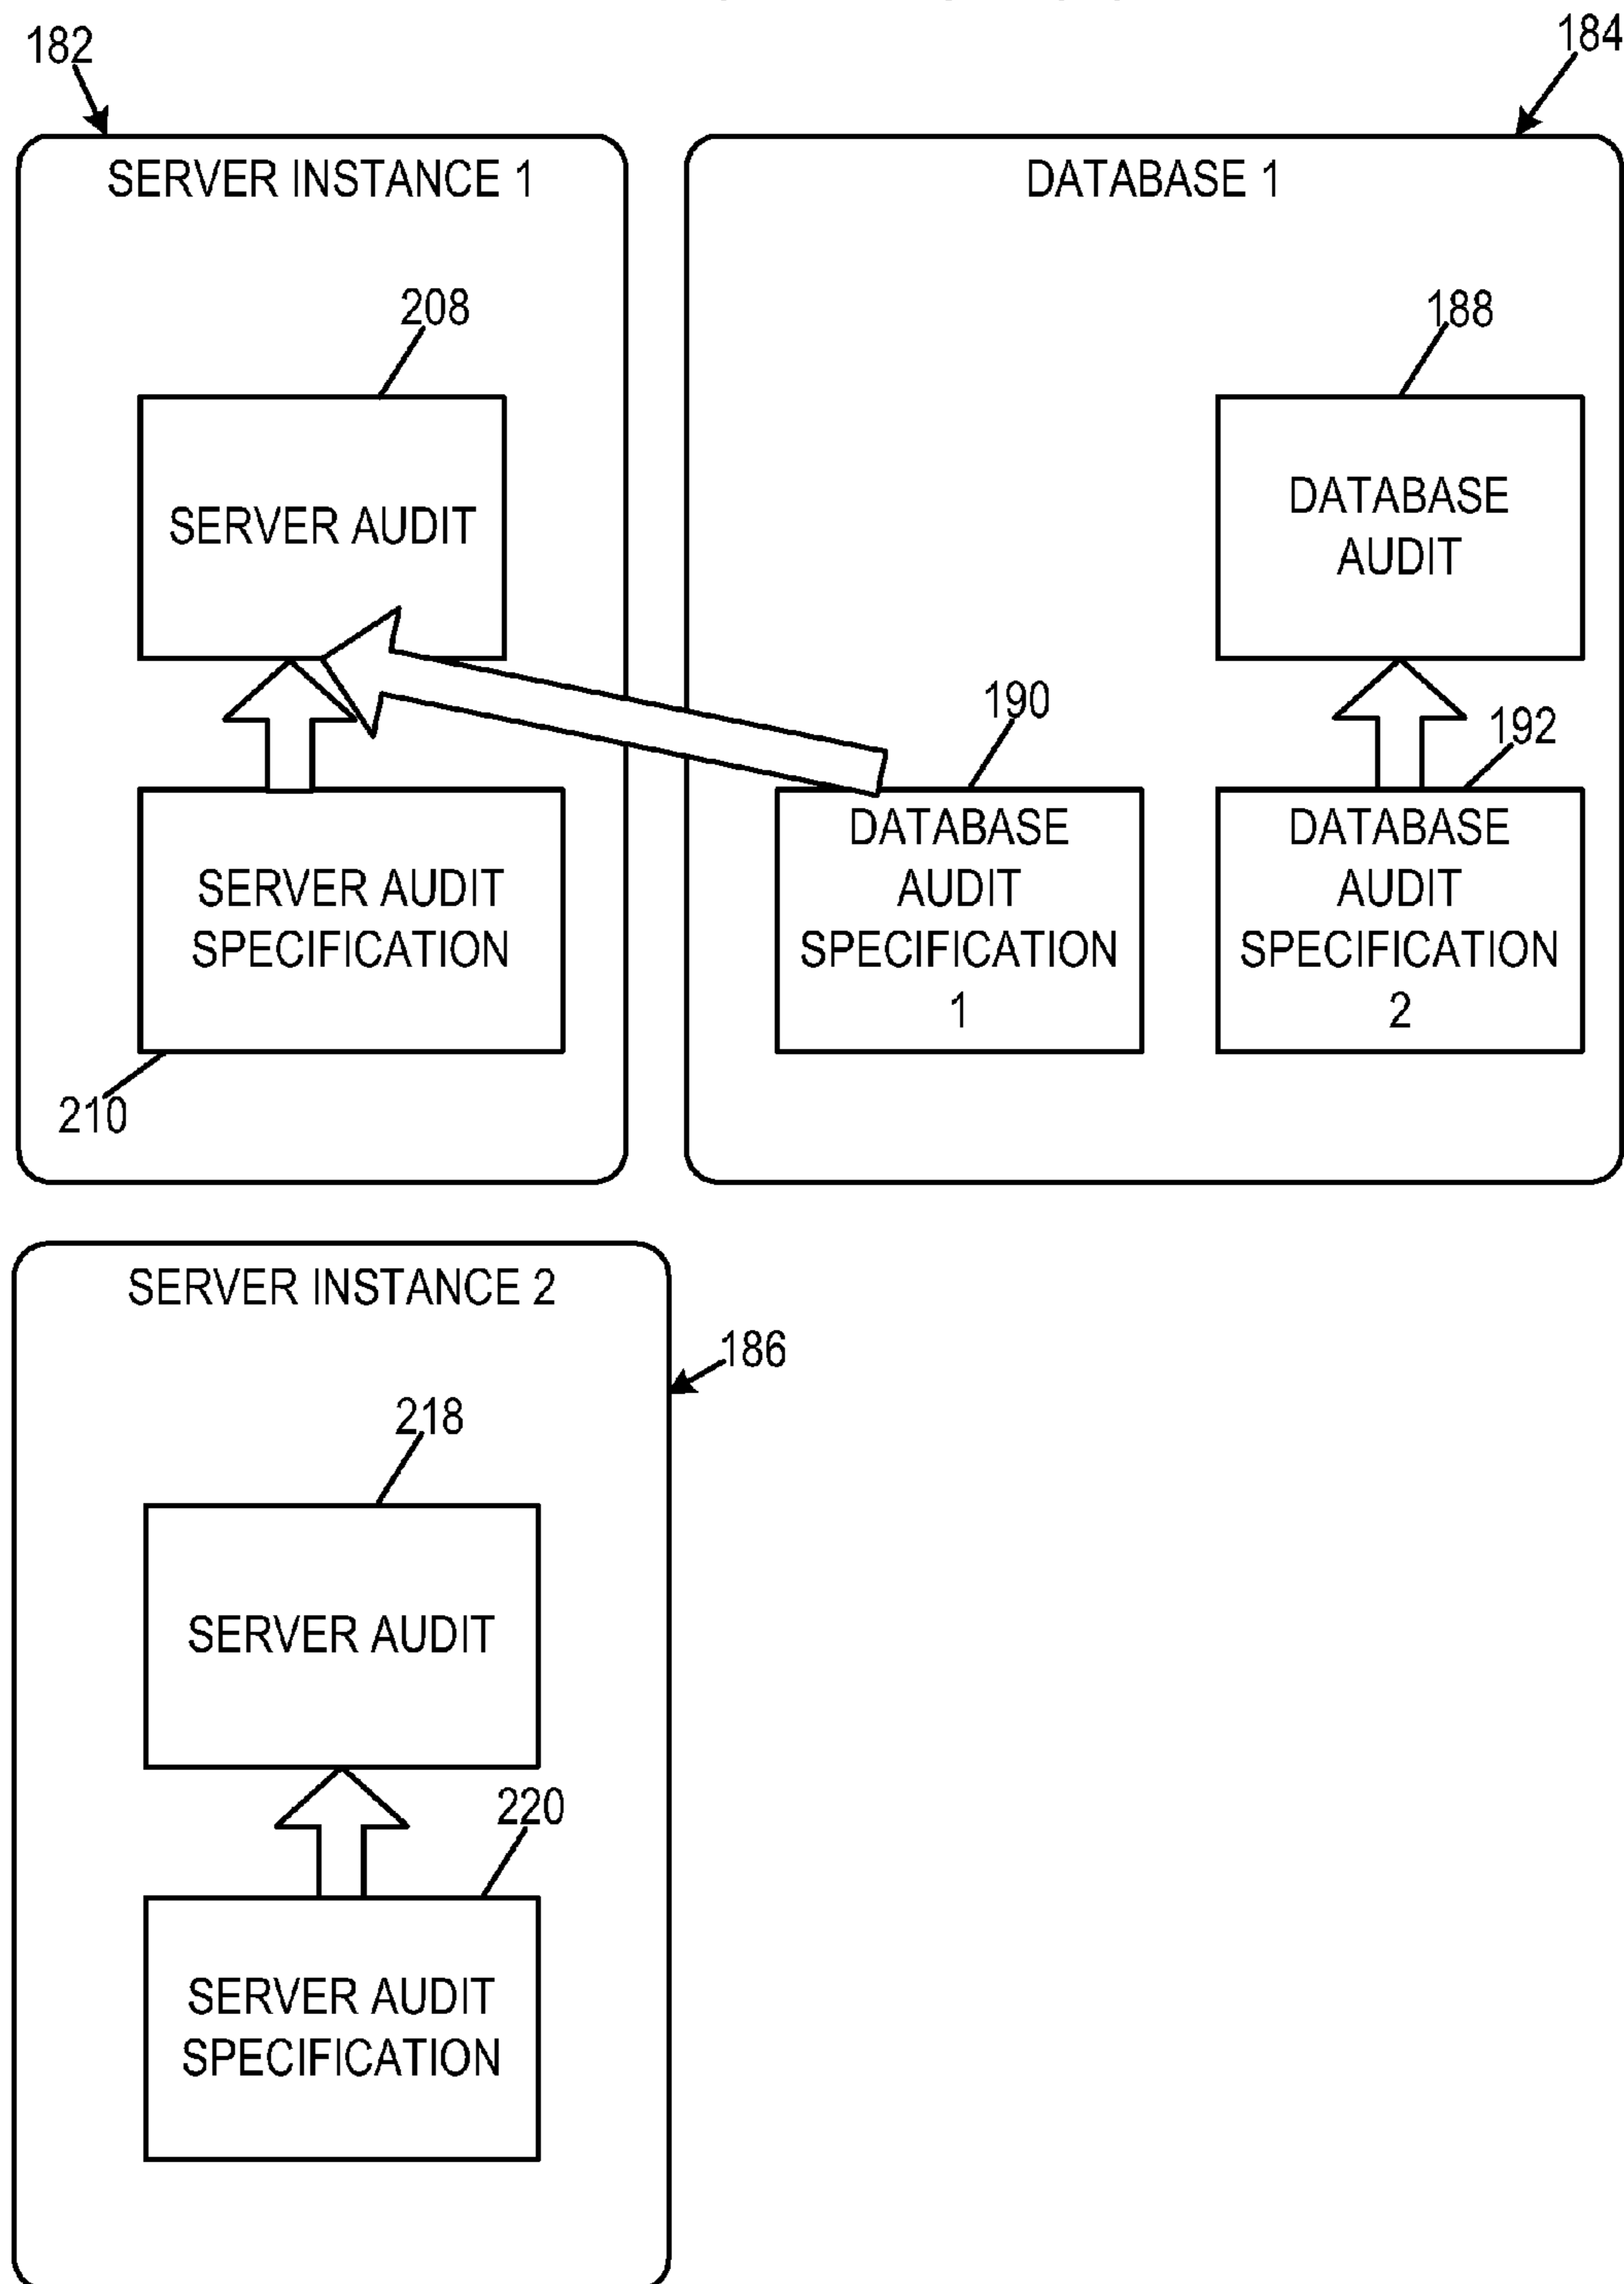 182
184
SERVER INSTANCE 1
DATABASE 1
208
188
SERVER AUDIT
DATABASE
AUDIT
190
192
SERVER AUDIT
SPECIFICATION
DATABASE
AUDIT
SPECIFICATION
1
DATABASE
AUDIT
SPECIFICATION
2
210
SERVER INSTANCE 2
186
218
SERVER AUDIT
220
SERVER AUDIT
SPECIFICATION